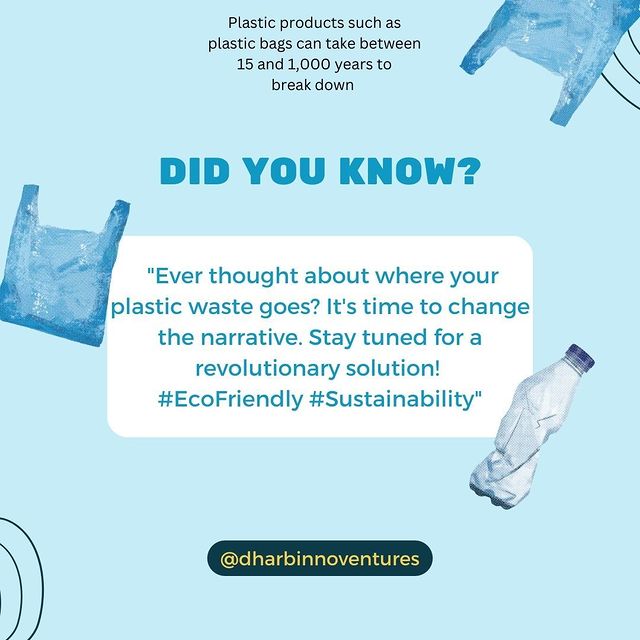 Plastic products such as
plastic bags can take between
15 and 1,000 years to
break down
DID YOU KNOW?
"Ever thought about where your
plastic waste goes? It's time to change
the narrative. Stay tuned for a
revolutionary solution!
#EcoFriendly #Sustainability"
@dharbinnoventures